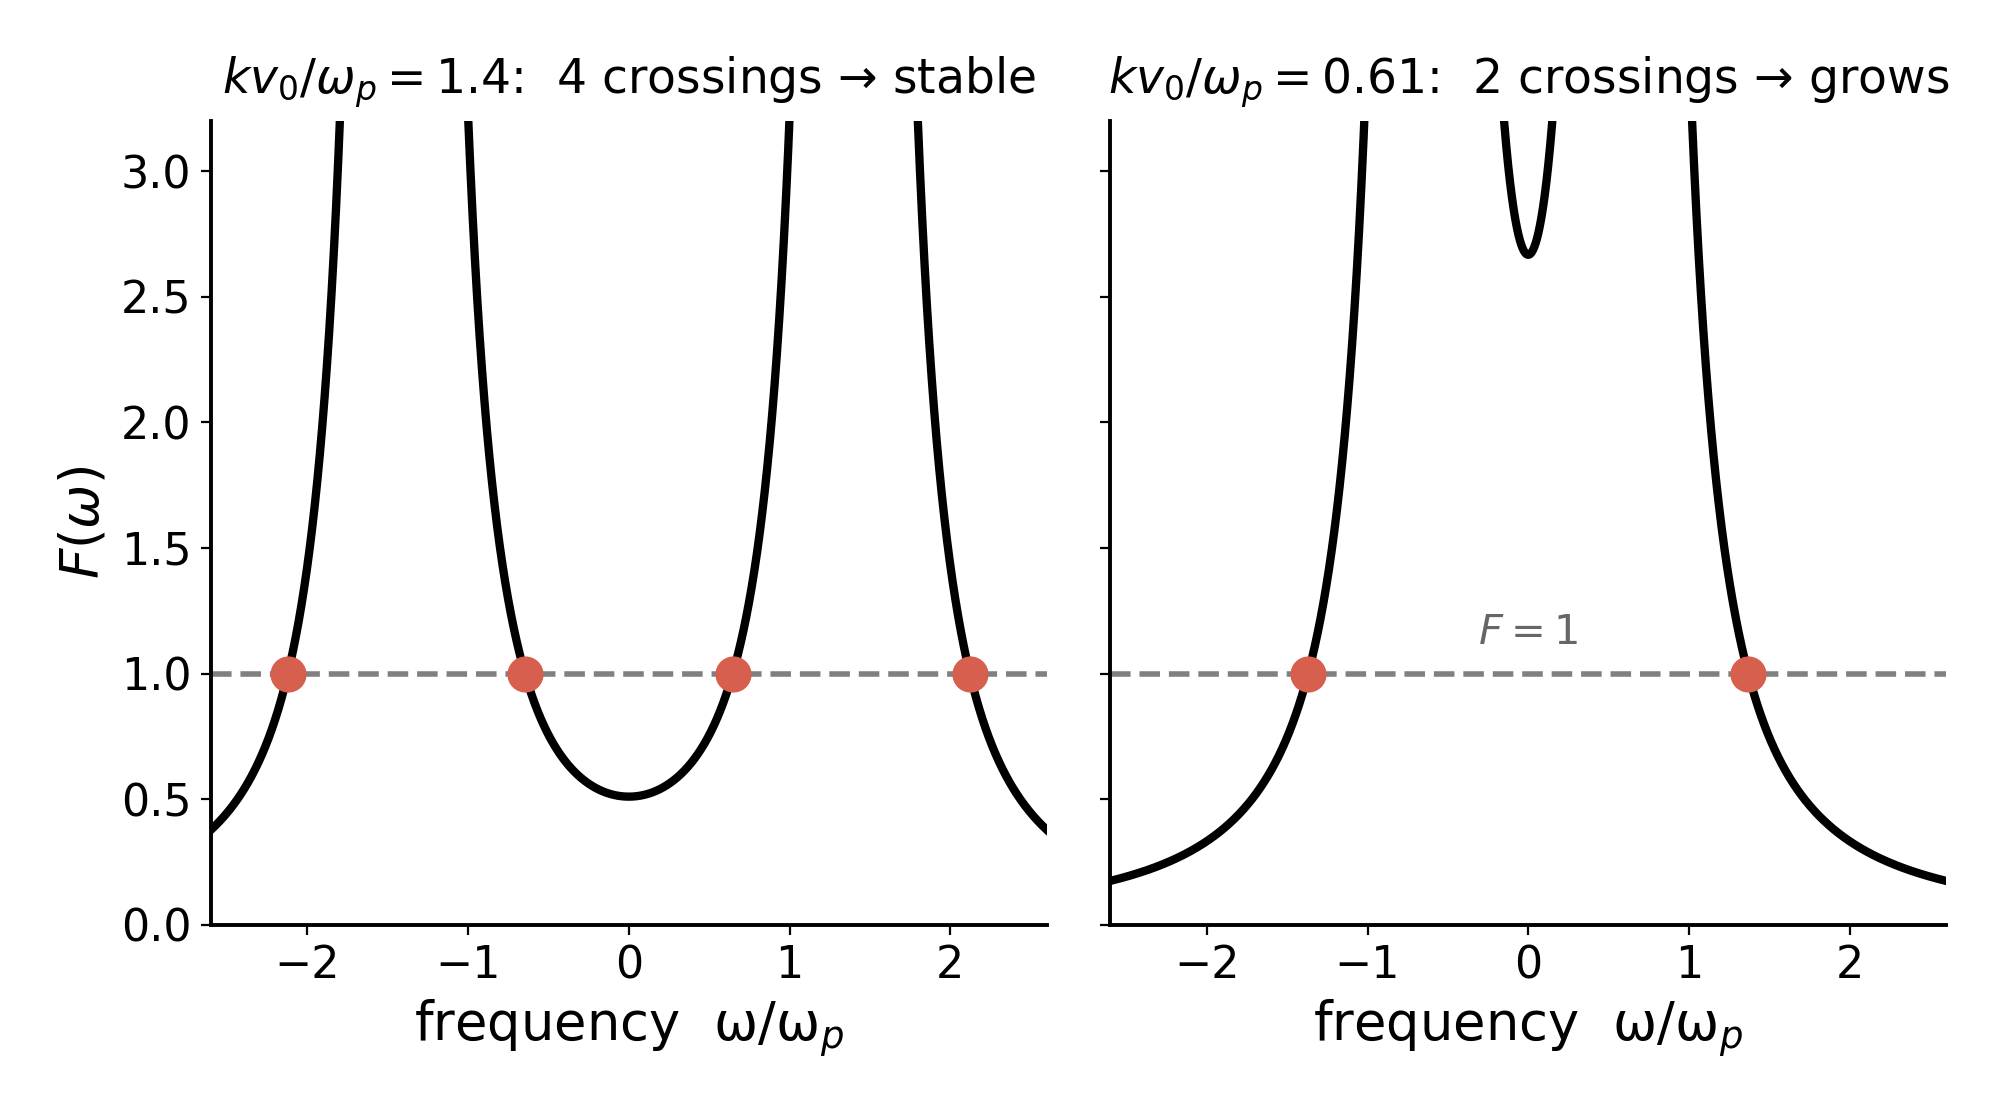 kv₀/ωₚ = 1.4:  4 crossings → stable
kv₀/ωₚ = 0.61:  2 crossings → grows
F(ω)
3.0
2.5
2.0
1.5
1.0
0.5
0.0
F = 1
−2 −1 0 1 2
−2 −1 0 1 2
frequency  ω/ωₚ
frequency  ω/ωₚ